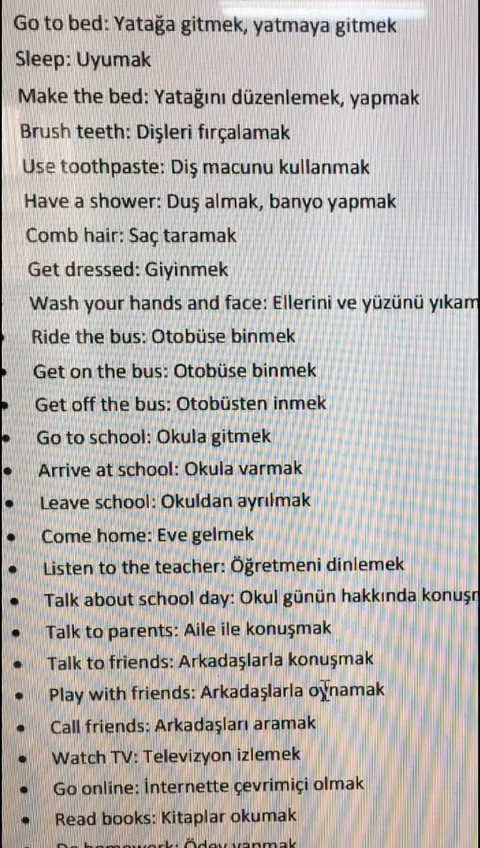 Go to bed: Yatağa gitmek, yatmaya gitmek
Sleep: Uyumak
Make the bed: Yatağını düzenlemek, yapmak
Brush teeth: Dişleri fırçalamak
Use toothpaste: Diş macunu kullanmak
Have a shower: Duş almak, banyo yapmak
Comb hair: Saç taramak
Get dressed: Giyinmek
Wash your hands and face: Ellerini ve yüzünü yıkam
• Ride the bus: Otobüse binmek
• Get on the bus: Otobüse binmek
• Get off the bus: Otobüsten inmek
• Go to school: Okula gitmek
• Arrive at school: Okula varmak
• Leave school: Okuldan ayrılmak
• Come home: Eve gelmek
• Listen to the teacher: Öğretmeni dinlemek
• Talk about school day: Okul günün hakkında konuşm
• Talk to parents: Aile ile konuşmak
• Talk to friends: Arkadaşlarla konuşmak
• Play with friends: Arkadaşlarla oynamak
• Call friends: Arkadaşları aramak
• Watch TV: Televizyon izlemek
• Go online: İnternette çevrimiçi olmak
• Read books: Kitaplar okumak
• Do homework: Ödev yapmak